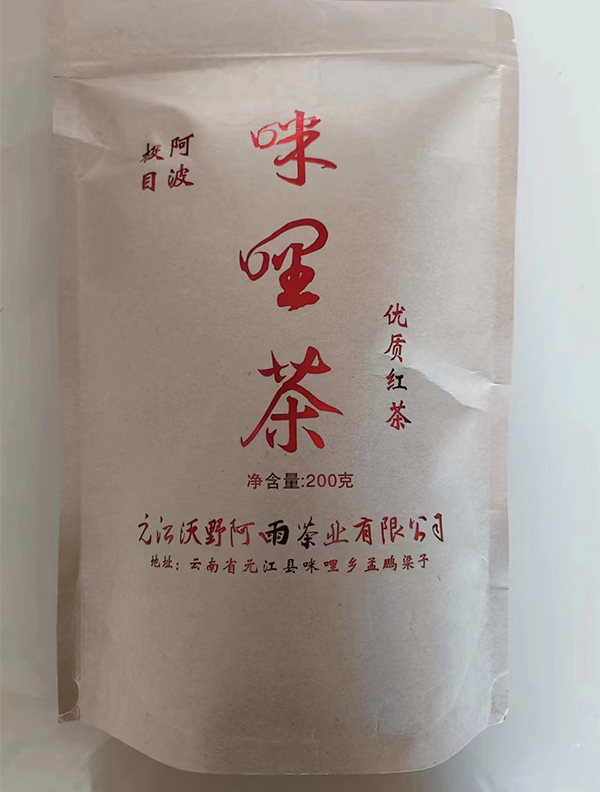 阿波
极目
咪哩茶
优质红茶
净含量:200克
元江沃野阿雨茶业有限公司
地址：云南省元江县咪哩乡孟鹏梁子